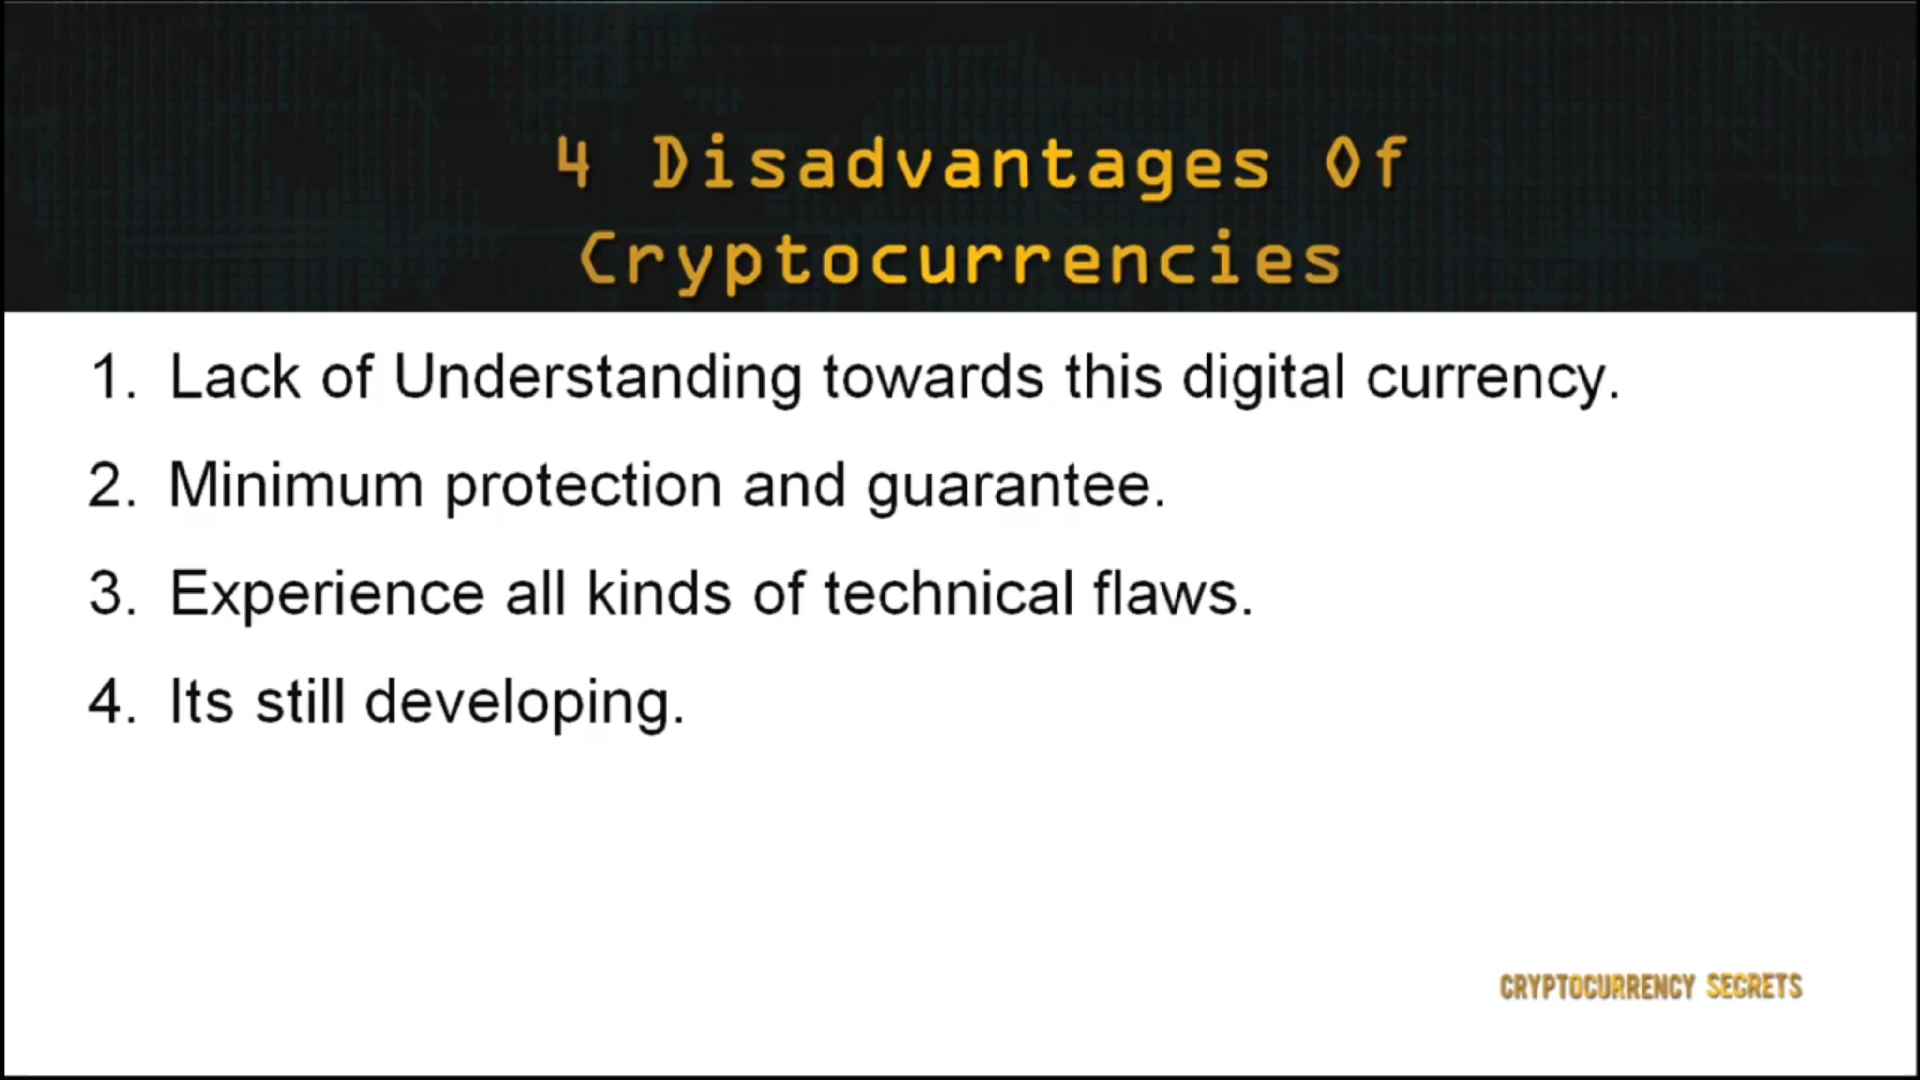 4 Disadvantages Of
Cryptocurrencies
1. Lack of Understanding towards this digital currency.
2. Minimum protection and guarantee.
3. Experience all kinds of technical flaws.
4. Its still developing.
CRYPTOCURRENCY SECRETS